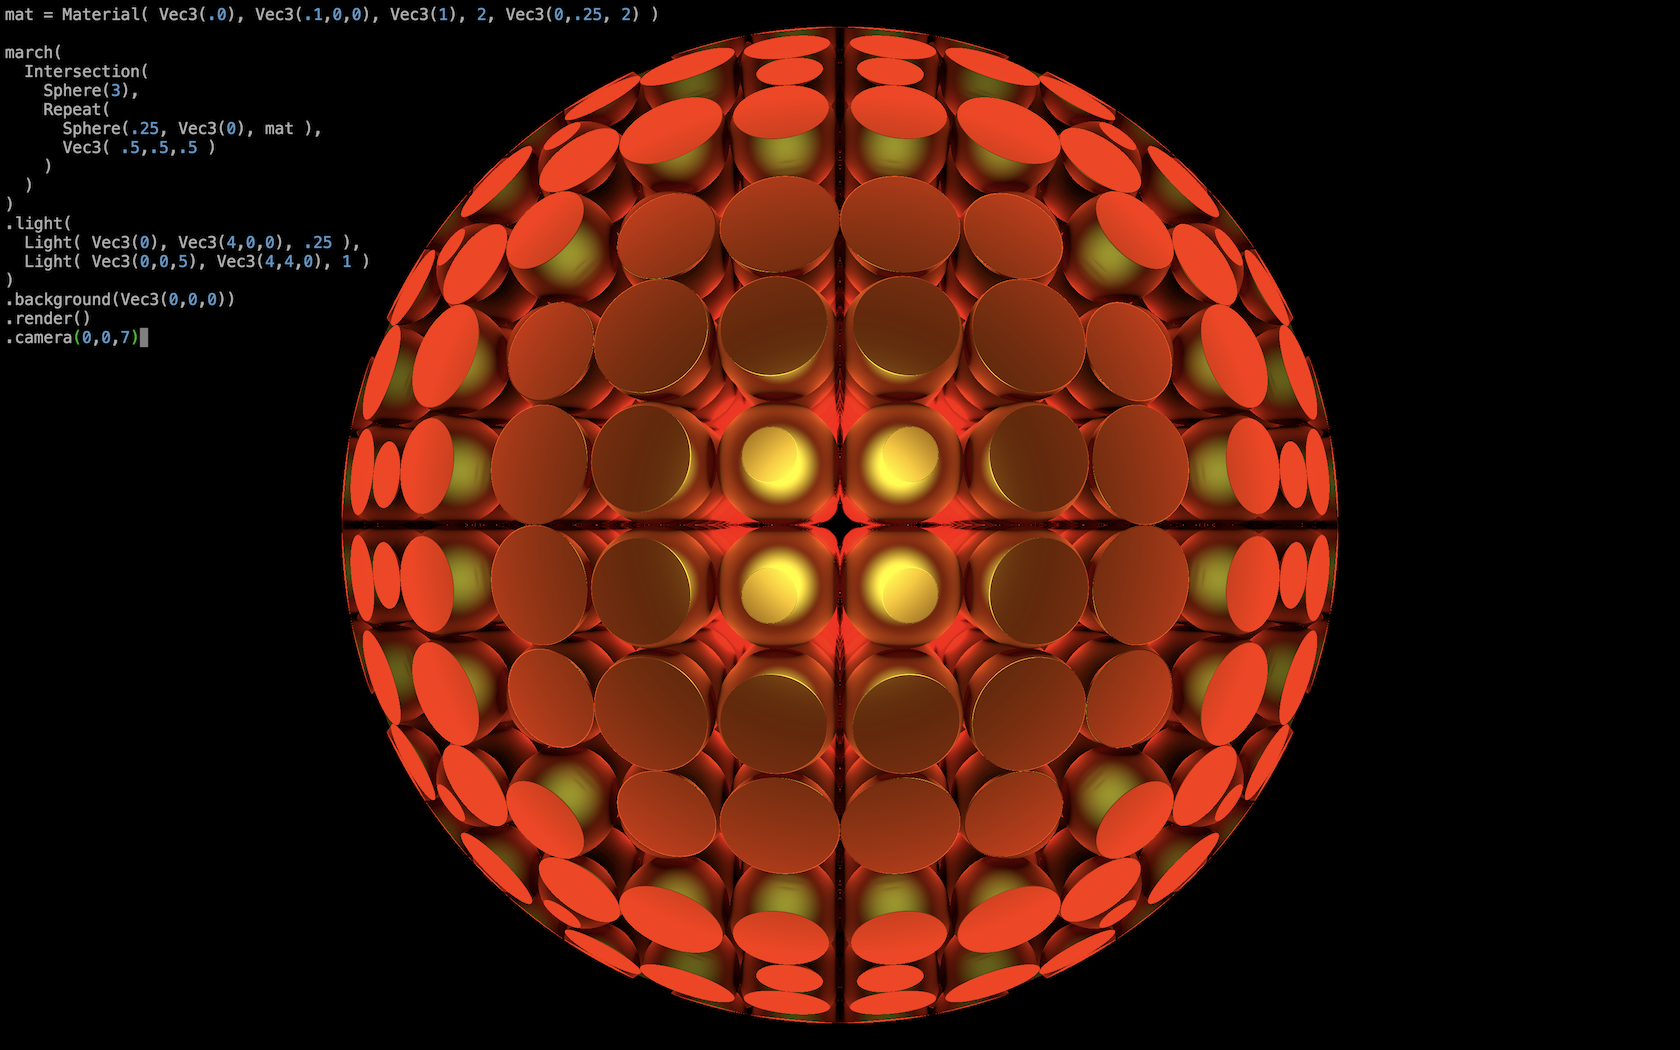 mat = Material( Vec3(.0), Vec3(.1,0,0), Vec3(1), 2, Vec3(0,.25, 2) )
march(
  Intersection(
    Sphere(3),
    Repeat(
      Sphere(.25, Vec3(0), mat ),
      Vec3( .5,.5,.5 )
    )
  )
)
.light(
  Light( Vec3(0), Vec3(4,0,0), .25 ),
  Light( Vec3(0,0,5), Vec3(4,4,0), 1 )
)
.background(Vec3(0,0,0))
.render()
.camera(0,0,7)